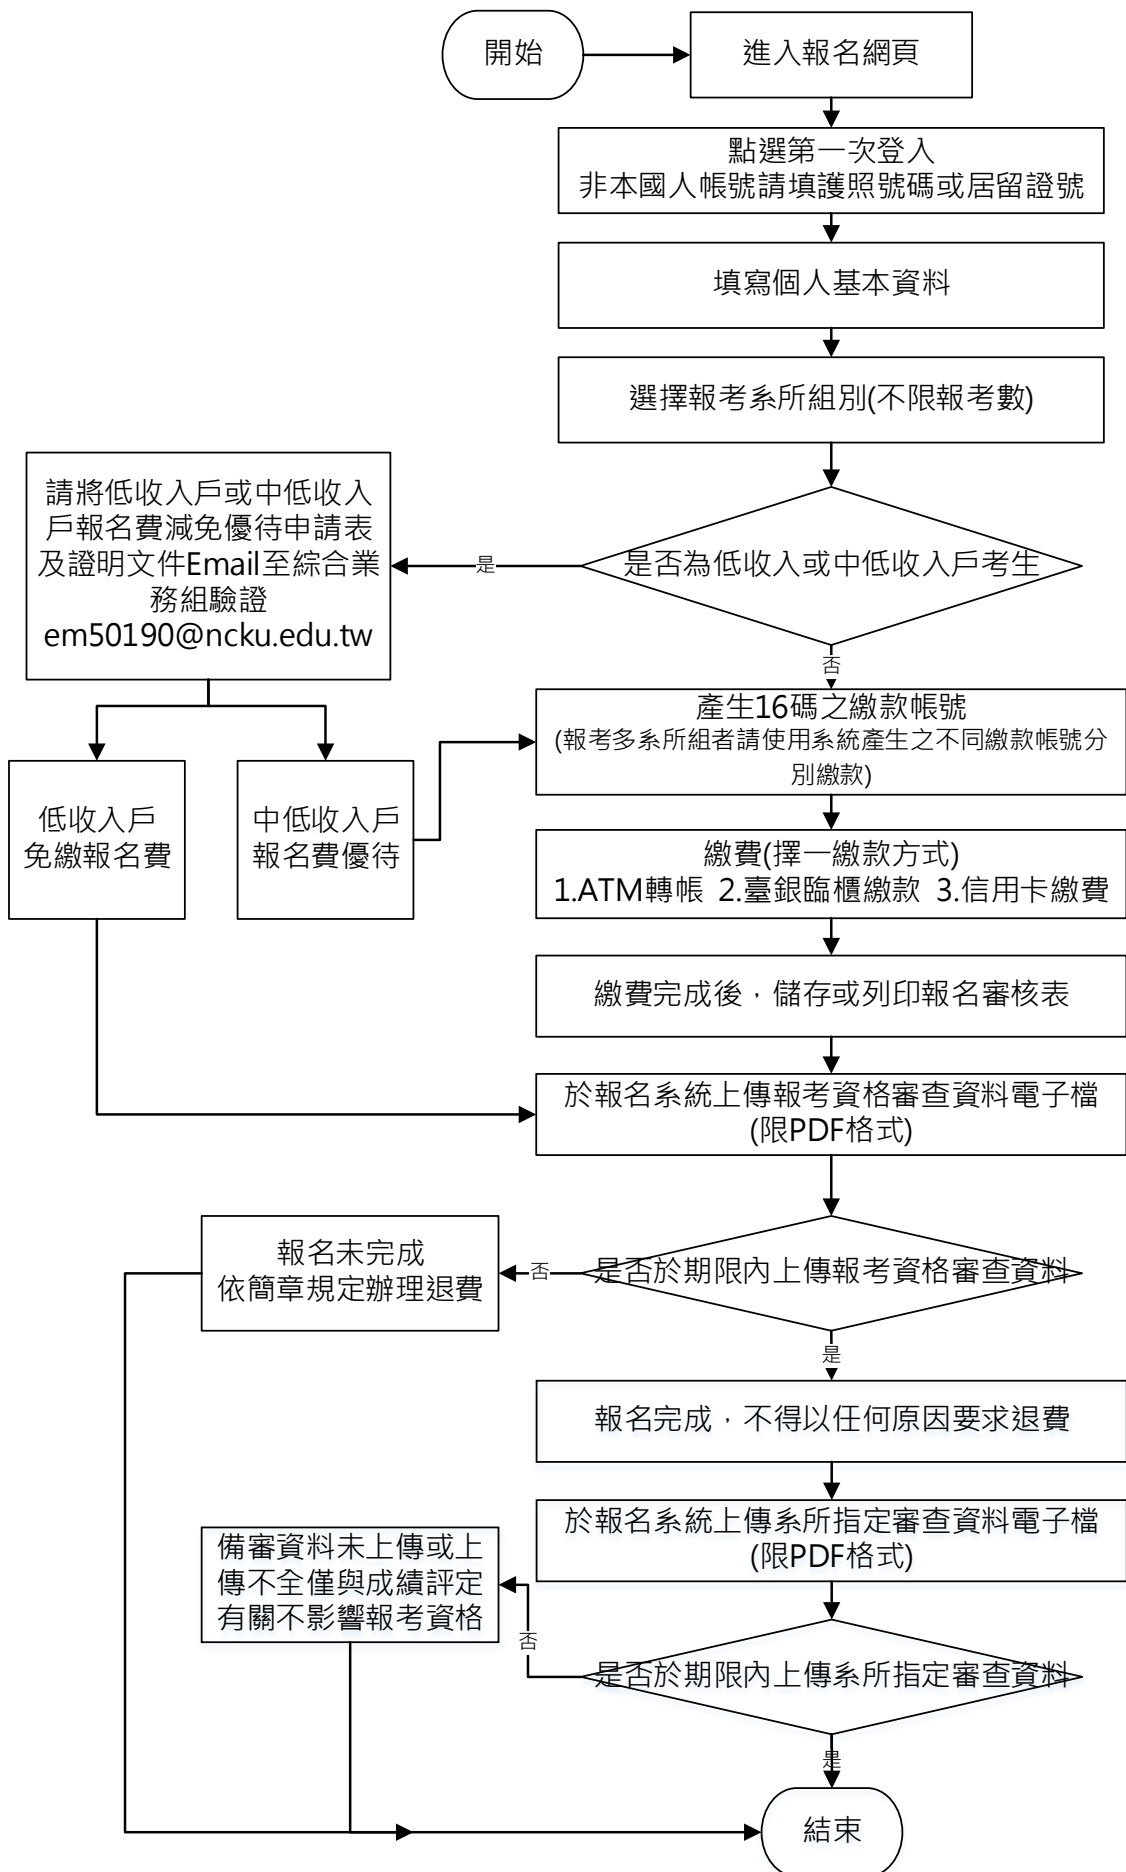 開始
進入報名網頁
點選第一次登入
非本國人帳號請填護照號碼或居留證號
填寫個人基本資料
選擇報考系所組別(不限報考數)
是否為低收入或中低收入戶考生
是
請將低收入戶或中低收入
戶報名費減免優待申請表
及證明文件Email至綜合業
務組驗證
em50190@ncku.edu.tw
否
產生16碼之繳款帳號
(報考多系所組者請使用系統產生之不同繳款帳號分
別繳款)
低收入戶
免繳報名費
中低收入戶
報名費優待
繳費(擇一繳款方式)
1.ATM轉帳 2.臺銀臨櫃繳款 3.信用卡繳費
繳費完成後，儲存或列印報名審核表
於報名系統上傳報考資格審查資料電子檔
(限PDF格式)
是否於期限內上傳報考資格審查資料
否
報名未完成
依簡章規定辦理退費
是
報名完成，不得以任何原因要求退費
於報名系統上傳系所指定審查資料電子檔
(限PDF格式)
備審資料未上傳或上
傳不全僅與成績評定
有關不影響報考資格
否
是否於期限內上傳系所指定審查資料
是
結束